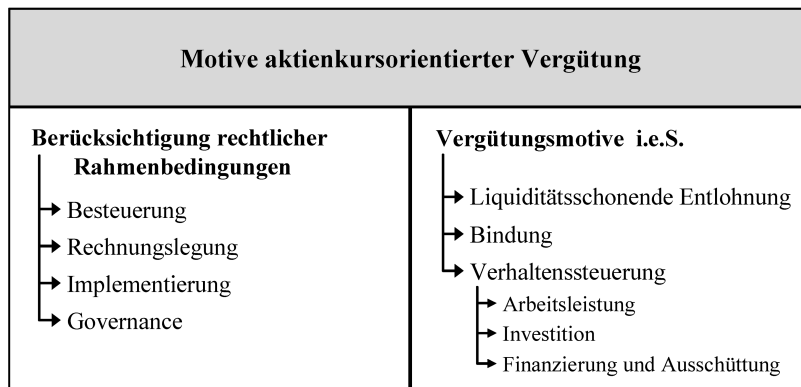 Motive aktienkursorientierter Vergütung
Berücksichtigung rechtlicher
Rahmenbedingungen
Besteuerung
Rechnungslegung
Implementierung
Governance
Vergütungsmotive i.e.S.
Liquiditätsschonende Entlohnung
Bindung
Verhaltenssteuerung
Arbeitsleistung
Investition
Finanzierung und Ausschüttung